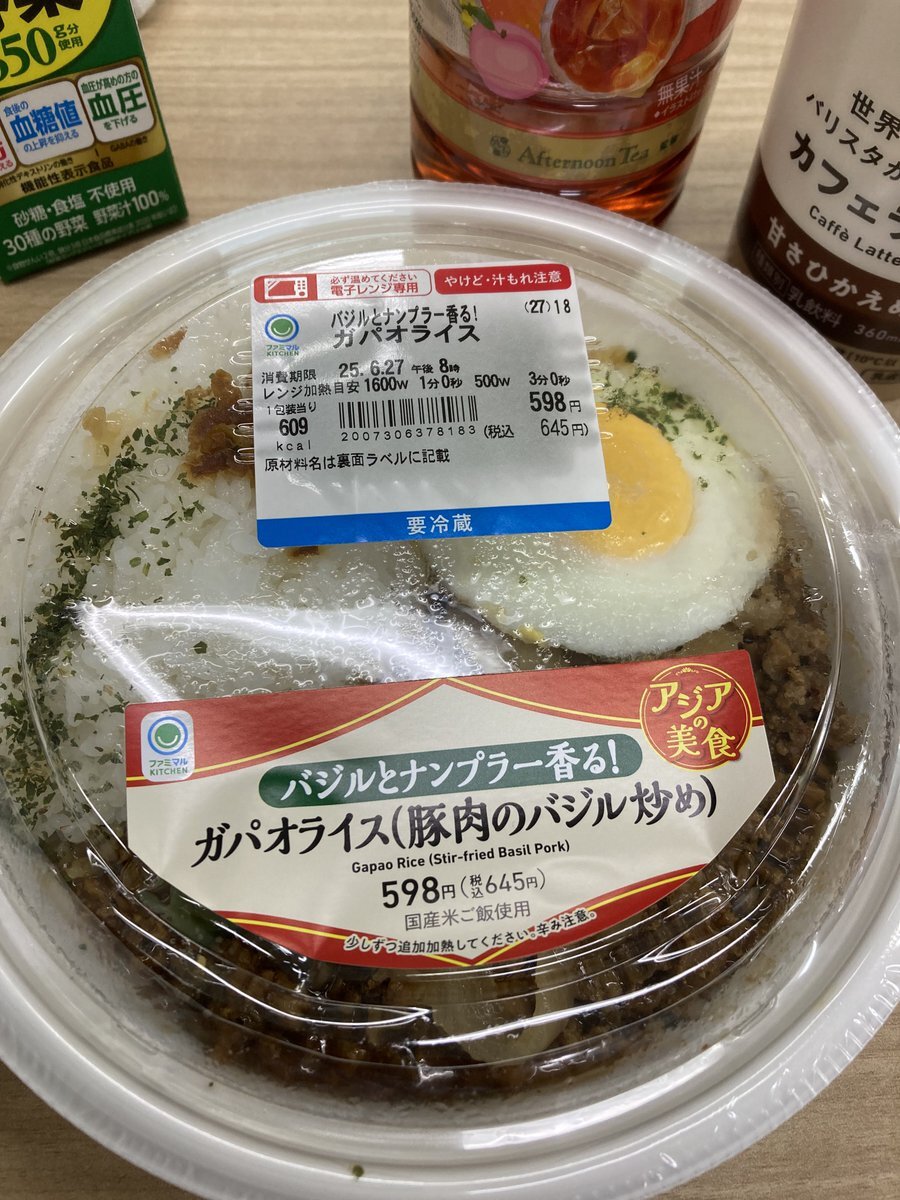 50g分
使用
食後の
血糖値
の上昇を抑える
血圧が高めの方の
血圧
を下げる
GABAの働き
機能性表示食品
砂糖・食塩 不使用
30種の野菜 野菜汁100%
無果汁
Afternoon Tea 監修
世界
バリスタ
カフェ
Caffè Latte
甘さひかえめ
乳飲料 360m
必ず温めてください
電子レンジ専用
やけど・汁もれ注意
ファミマル
KITCHEN
バジルとナンプラー香る!
ガパオライス
(27)18
消費期限 25. 6.27 午後 8時
レンジ加熱目安 1600W 1分0秒 500W 3分0秒
1包装当り
609
kcal
598円
2007306378183 (税込 645円)
原材料名は裏面ラベルに記載
要冷蔵
アジア
の
美食
ファミマル
KITCHEN
バジルとナンプラー香る!
ガパオライス(豚肉のバジル炒め)
Gapao Rice (Stir-fried Basil Pork)
598円(税込645円)
国産米ご飯使用
少しずつ追加加熱してください。辛み注意。